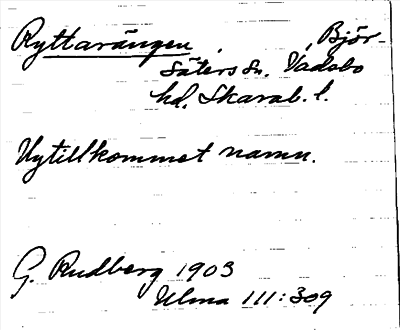 Ryttarängen, Björ-
säters sn. Vadsbo
hd. Skarab. l.
Nytillkommet namn.
G. Rudberg 1903
Ulma 111:309